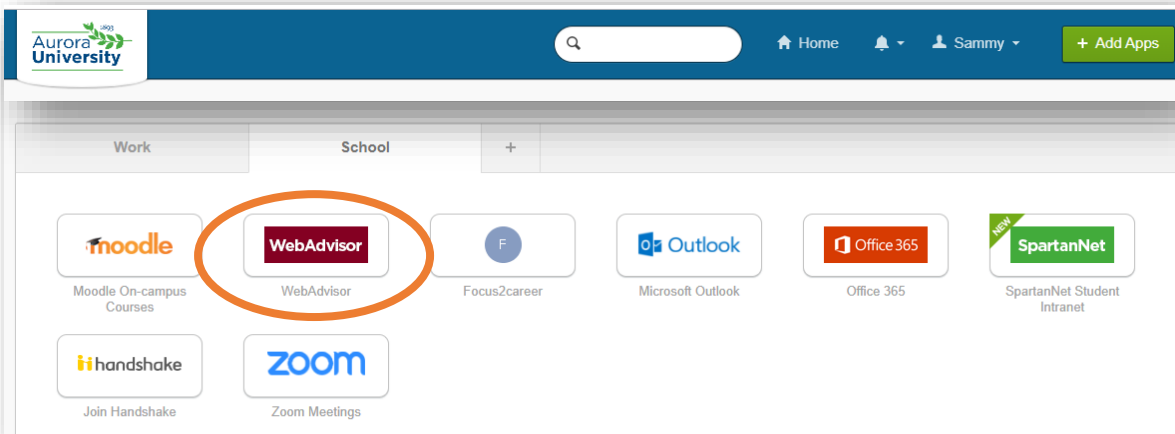 1893
Aurora
University
Home
Sammy
+ Add Apps
Work
School
+
moodle
WebAdvisor
F
Outlook
Office 365
NEW
SpartanNet
Moodle On-campus
Courses
WebAdvisor
Focus2career
Microsoft Outlook
Office 365
SpartanNet Student
Intranet
handshake
zoom
Join Handshake
Zoom Meetings